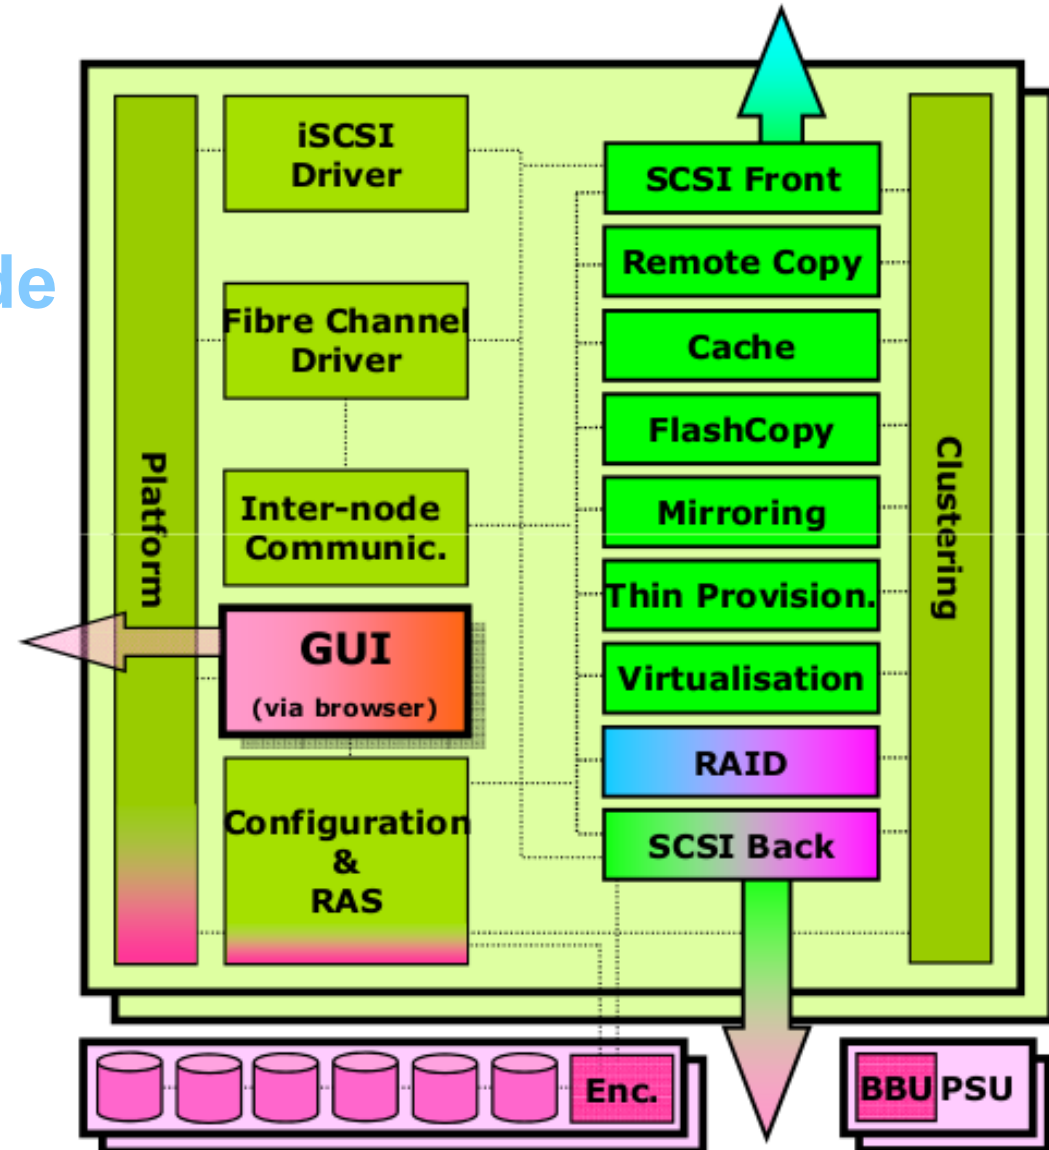 de
iSCSI
Driver
Fibre Channel
Driver
Inter-node
Communic.
GUI
(via browser)
Configuration
&
RAS
Platform
SCSI Front
Remote Copy
Cache
FlashCopy
Mirroring
Thin Provision.
Virtualisation
RAID
SCSI Back
Clustering
Enc.
BBU PSU